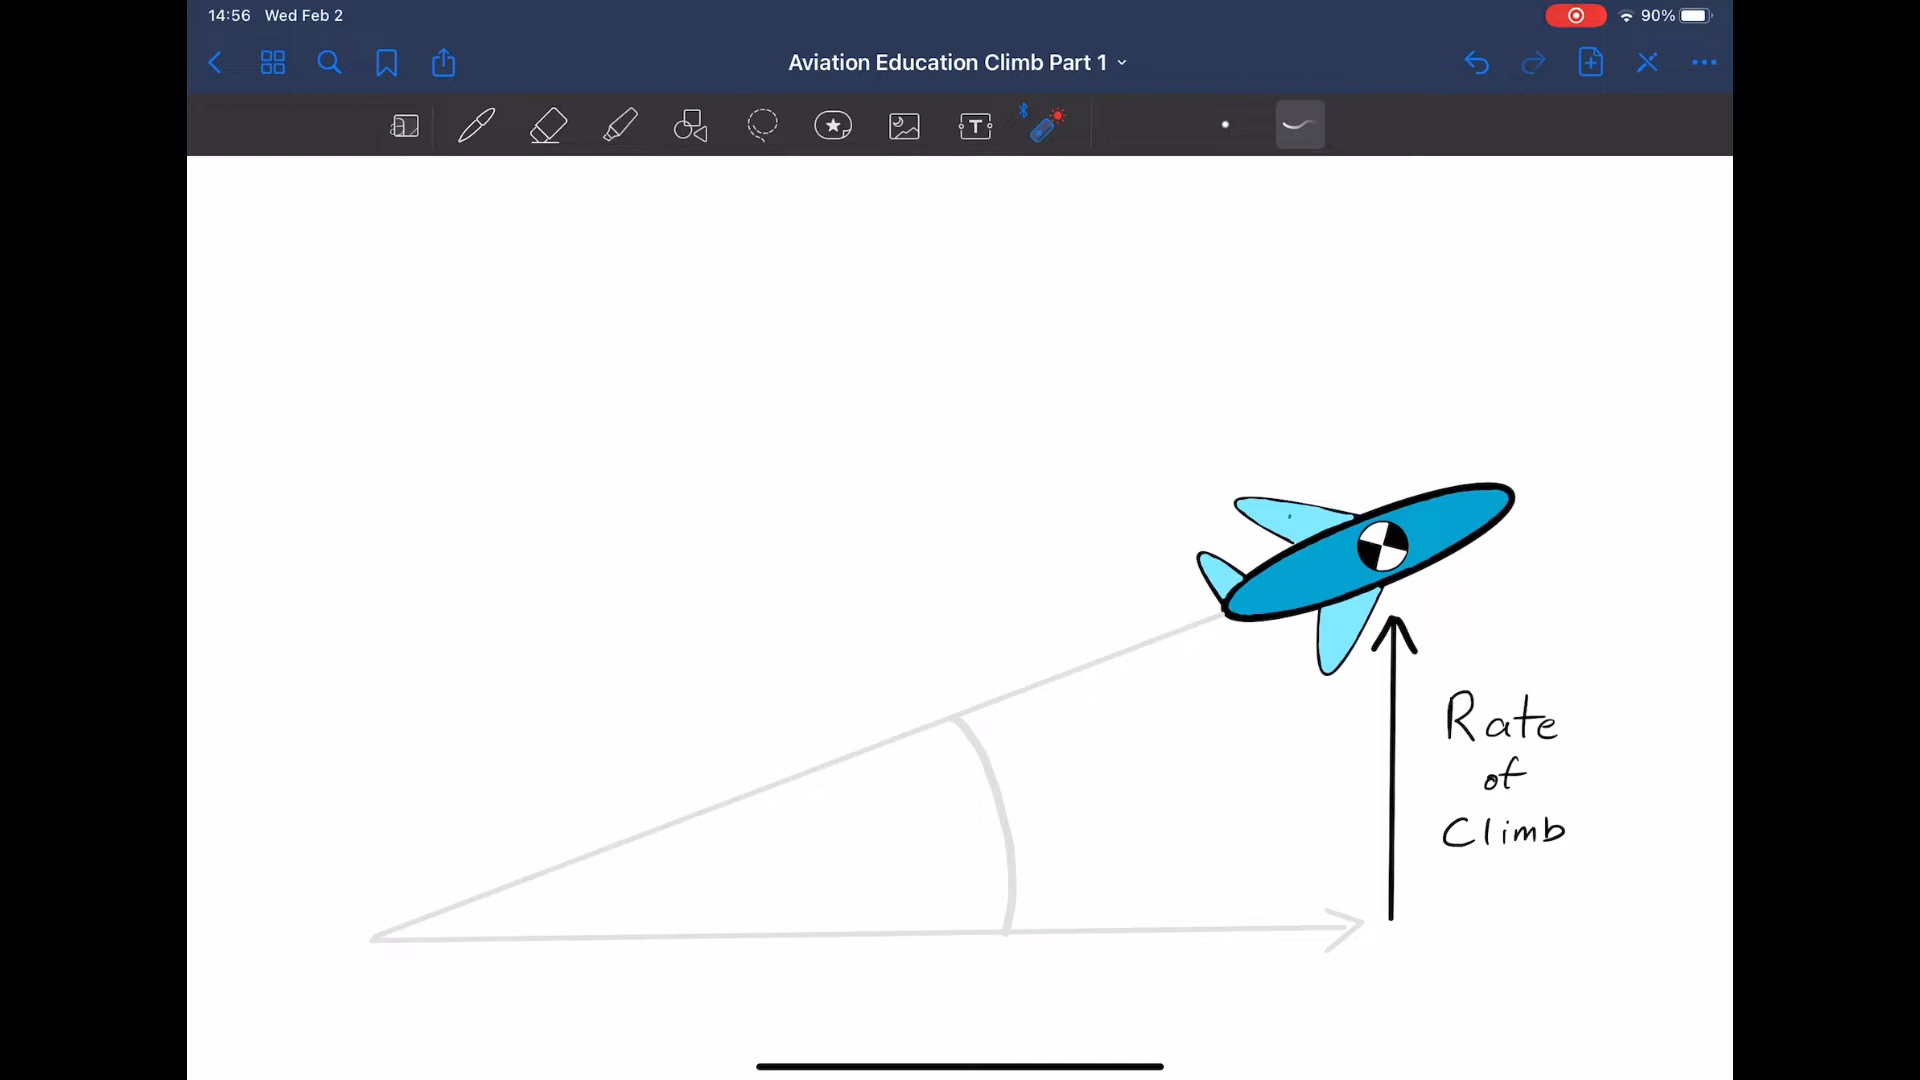 14:56 Wed Feb 2
90%
Aviation Education Climb Part 1
T
Rate
of
Climb